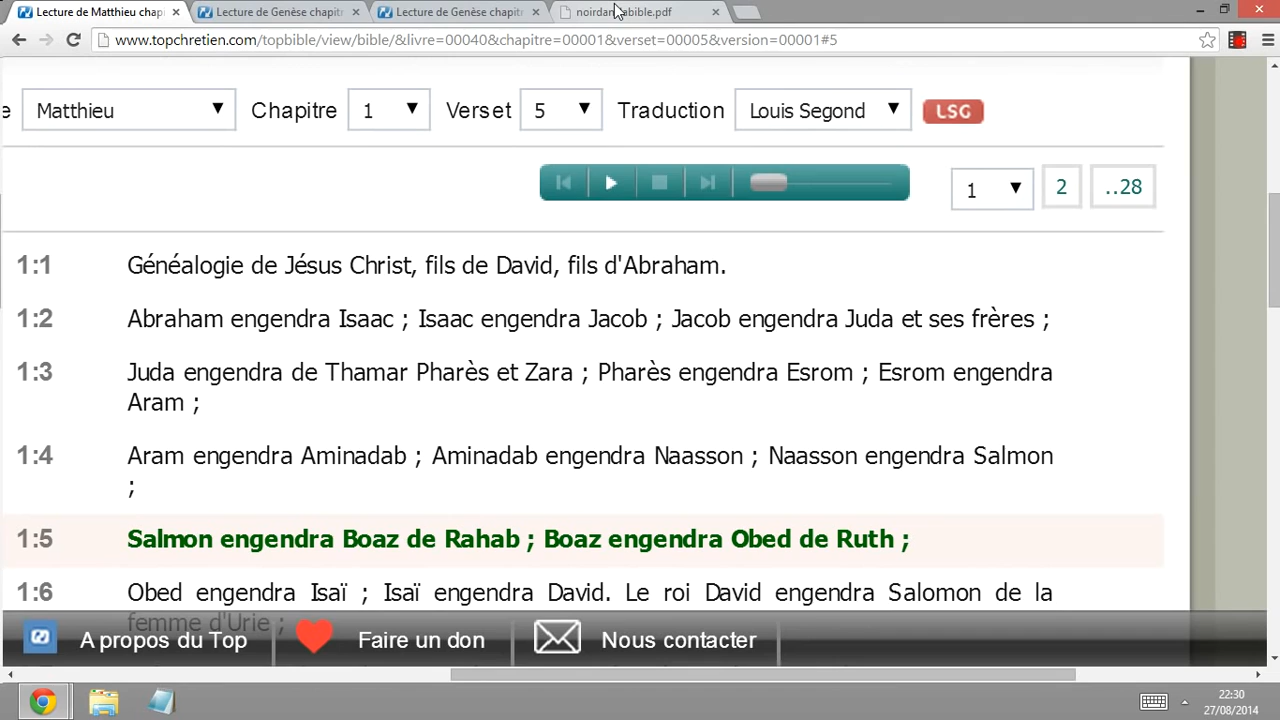 Lecture de Matthieu chap
Lecture de Genèse chapit
Lecture de Genèse chapit
www.topchretien.com/topbible/view/bible/&livre=00040&chapitre=00001&verset=00005&version=00001#5
e Matthieu Chapitre 1 Verset 5 Traduction Louis Segond LSG
1 2 ..28
1:1 Généalogie de Jésus Christ, fils de David, fils d'Abraham.
1:2 Abraham engendra Isaac ; Isaac engendra Jacob ; Jacob engendra Juda et ses frères ;
1:3 Juda engendra de Thamar Pharès et Zara ; Pharès engendra Esrom ; Esrom engendra
Aram ;
1:4 Aram engendra Aminadab ; Aminadab engendra Naasson ; Naasson engendra Salmon
;
1:5 Salmon engendra Boaz de Rahab ; Boaz engendra Obed de Ruth ;
1:6 Obed engendra Isaï ; Isaï engendra David. Le roi David engendra Salomon de la
femme d'Urie ;
A propos du Top Faire un don Nous contacter
22:30
27/08/2014